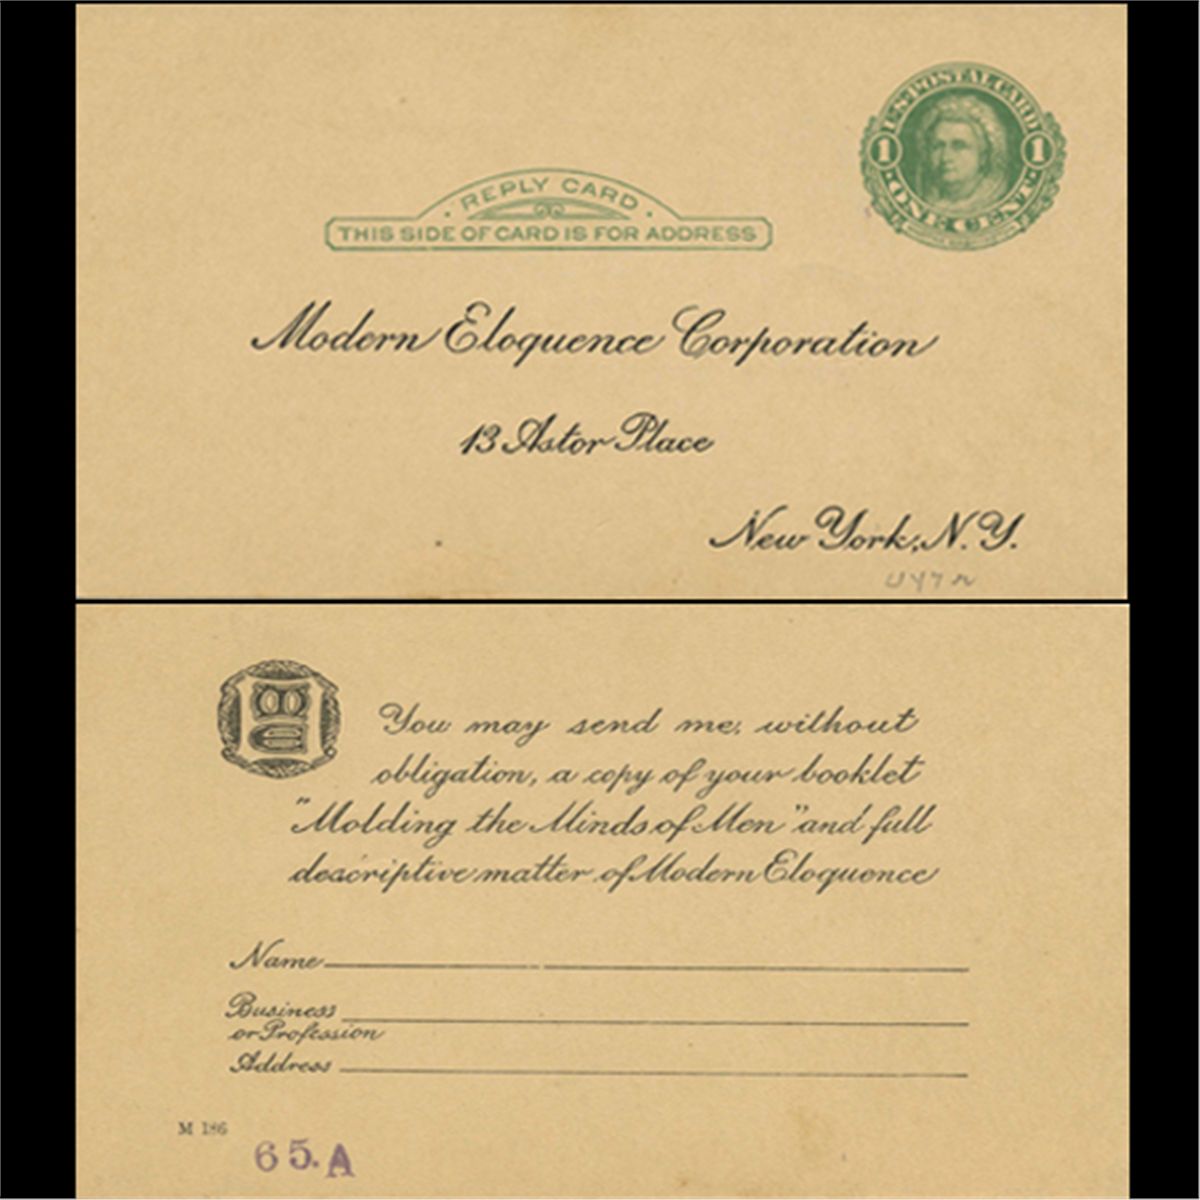 U.S. POSTAL CARD
1 1
ONE CENT
REPLY CARD
THIS SIDE OF CARD IS FOR ADDRESS
Modern Eloquence Corporation
13 Astor Place
New York, N.Y.
UY7r
ME
You may send me, without
obligation, a copy of your booklet
"Molding the Minds of Men" and full
descriptive matter of Modern Eloquence
Name
Business
or Profession
Address
M 186
65.A